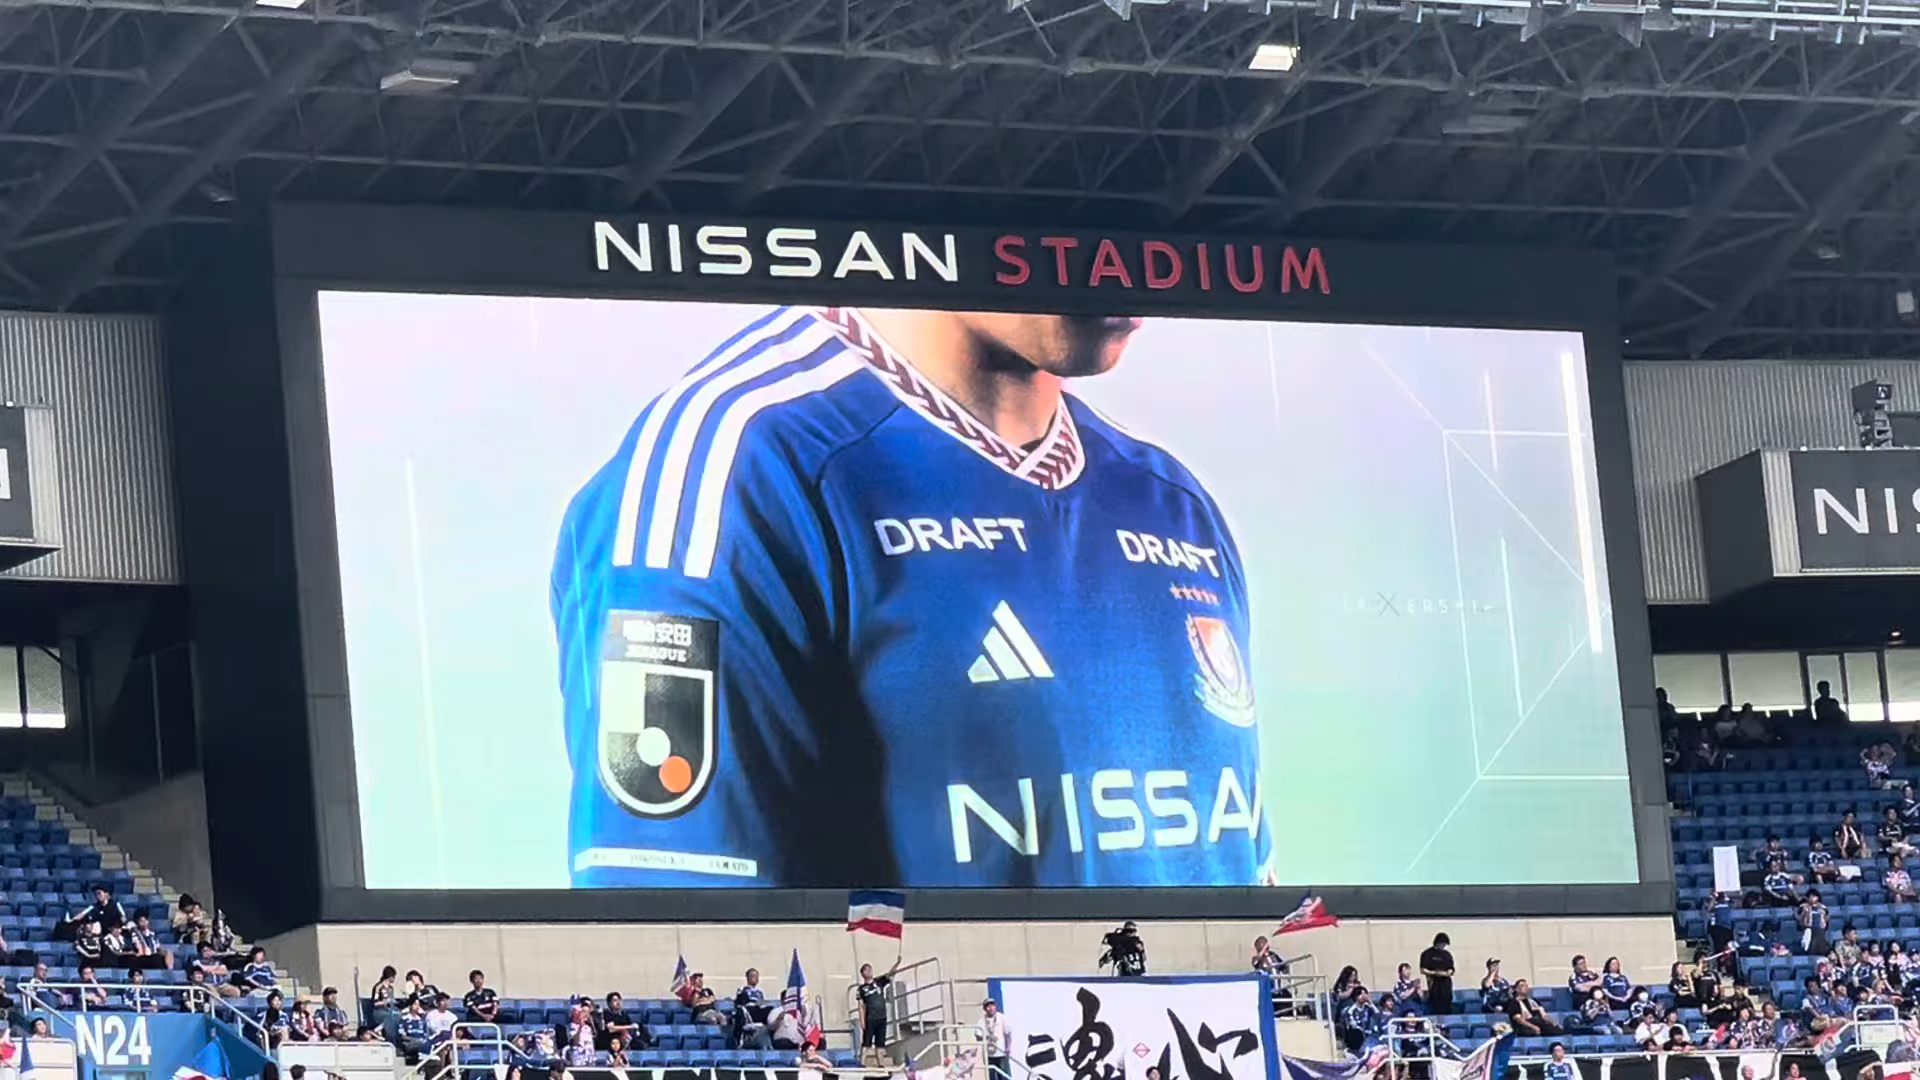 NISSAN STADIUM
DRAFT
DRAFT
明治安田
J.LEAGUE
NISSA
NIS
N24